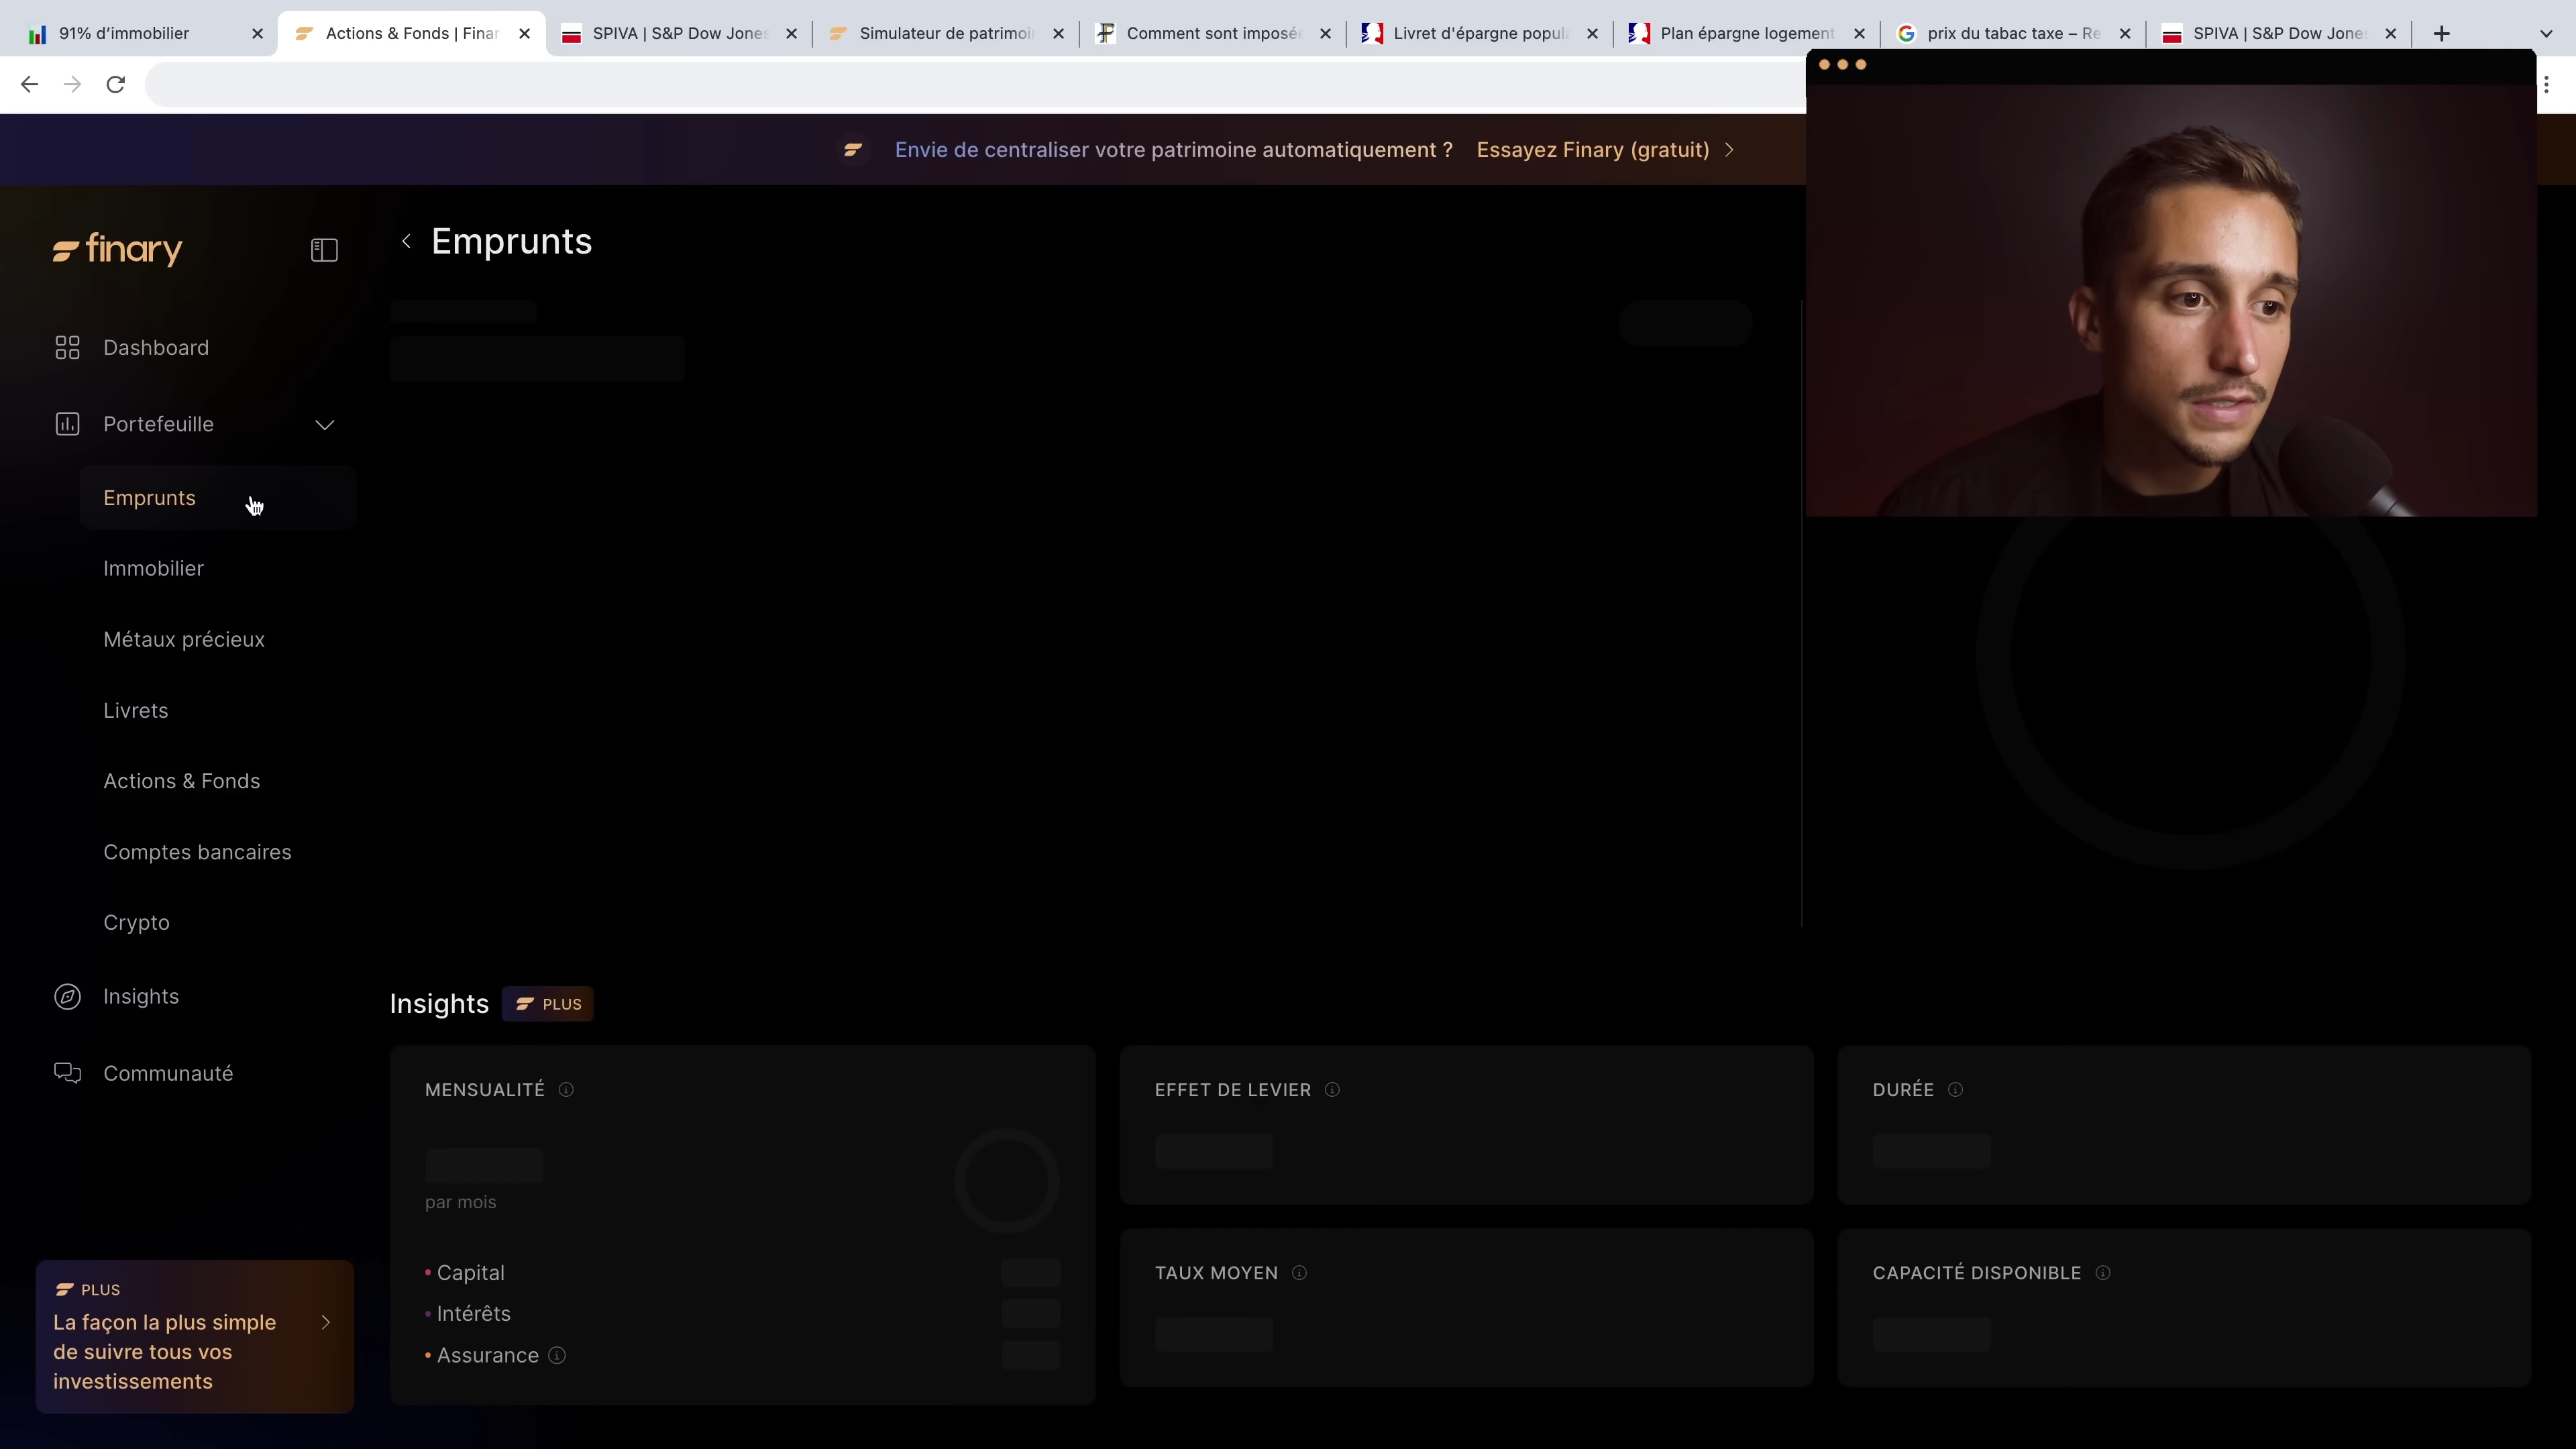 91% d'immobilier
Actions & Fonds | Finar
SPIVA | S&P Dow Jones
Simulateur de patrimoi
Comment sont imposé
Livret d'épargne popul
Plan épargne logement
prix du tabac taxe – Re
SPIVA | S&P Dow Jones
Envie de centraliser votre patrimoine automatiquement ? Essayez Finary (gratuit)
finary
Emprunts
Dashboard
Portefeuille
Emprunts
Immobilier
Métaux précieux
Livrets
Actions & Fonds
Comptes bancaires
Crypto
Insights
Communauté
PLUS
La façon la plus simple
de suivre tous vos
investissements
Insights PLUS
MENSUALITÉ
par mois
Capital
Intérêts
Assurance
EFFET DE LEVIER
DURÉE
TAUX MOYEN
CAPACITÉ DISPONIBLE